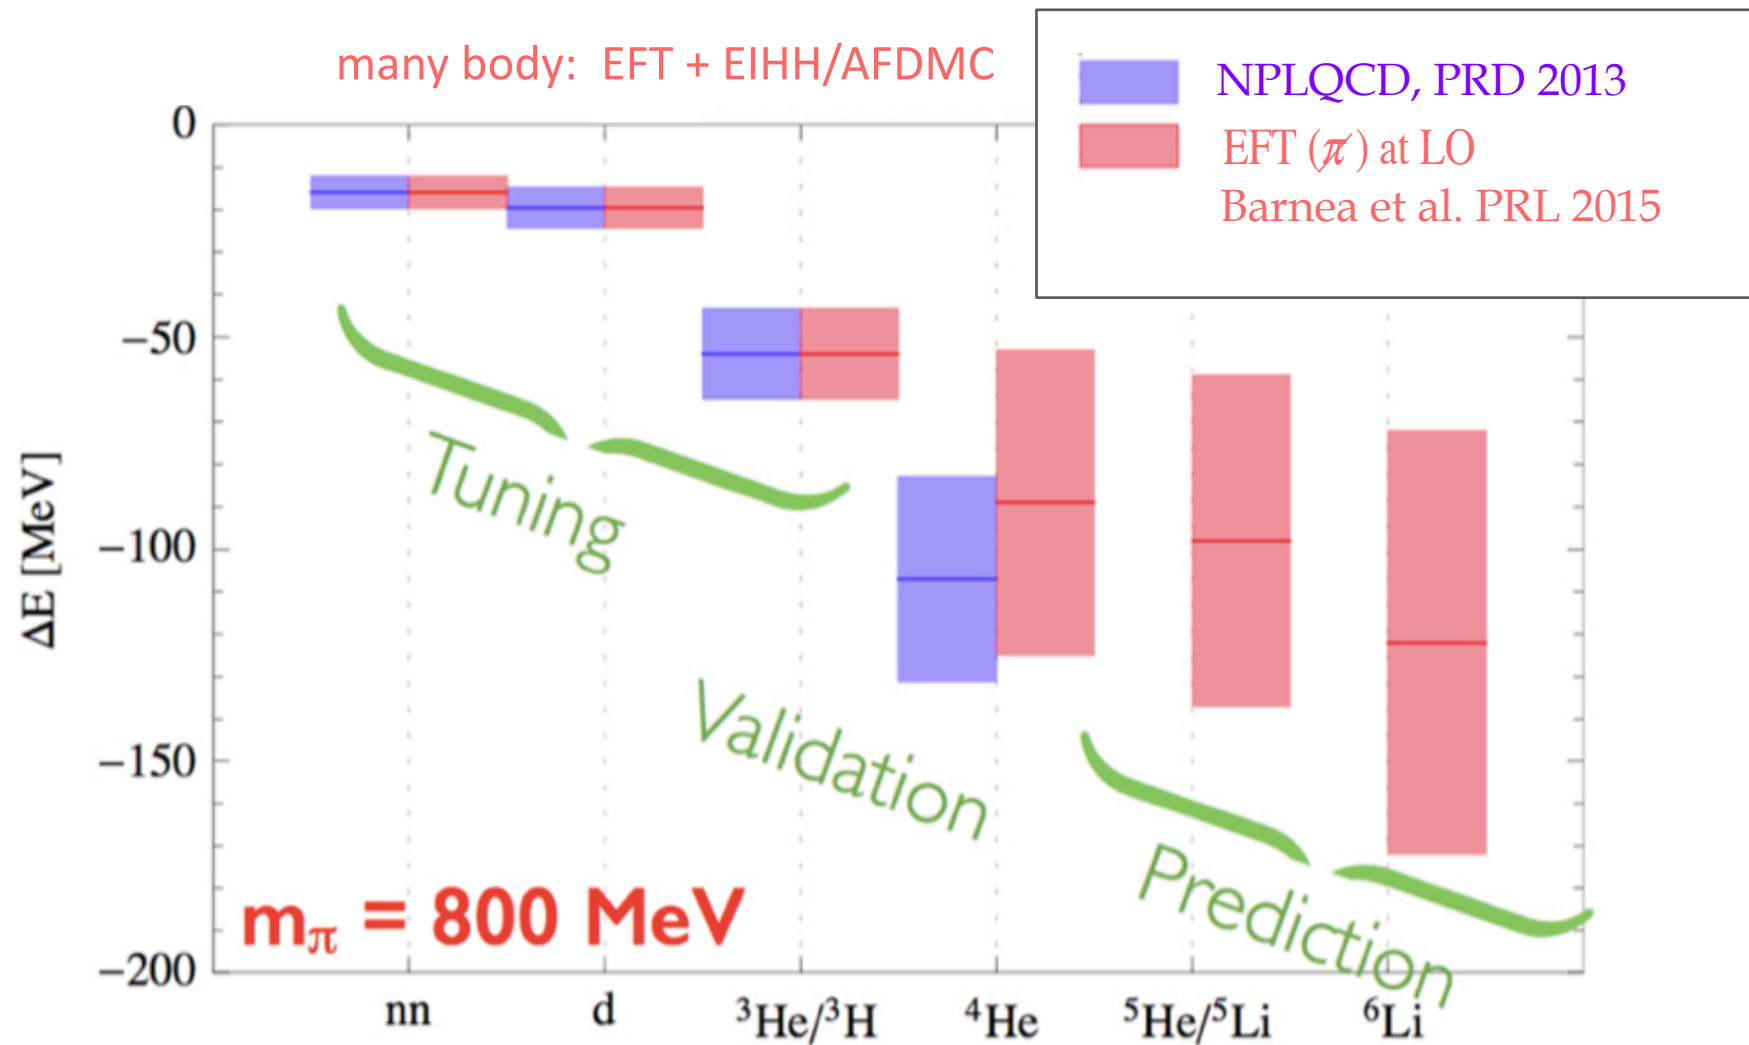 many body: EFT + EIHH/AFDMC
NPLQCD, PRD 2013
EFT (π̸) at LO
Barnea et al. PRL 2015
0
−50
−100
−150
−200
ΔE [MeV]
Tuning
Validation
Prediction
mπ = 800 MeV
nn d ³He/³H ⁴He ⁵He/⁵Li ⁶Li